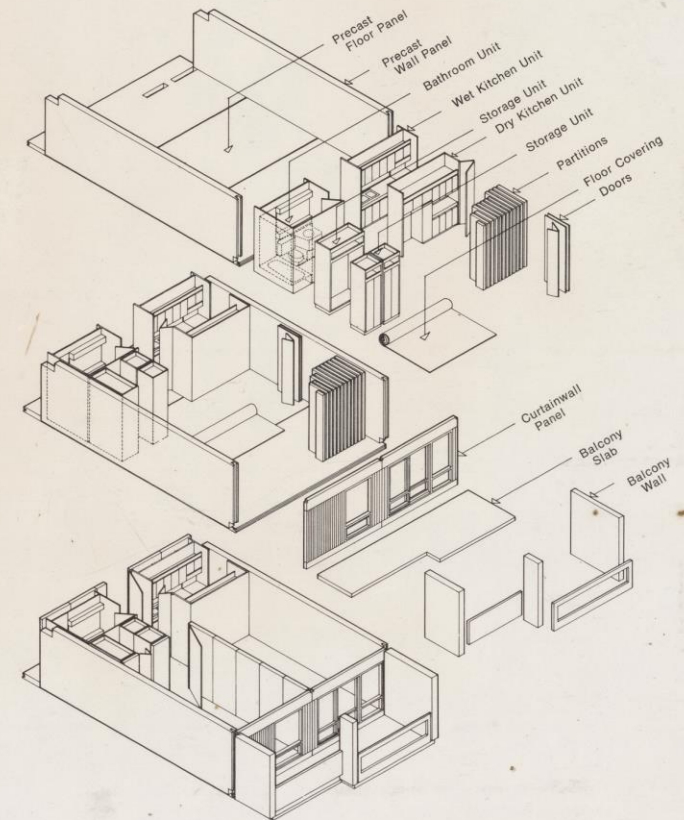 Precast
Floor Panel
Precast
Wall Panel
Bathroom Unit
Wet Kitchen Unit
Storage Unit
Dry Kitchen Unit
Storage Unit
Partitions
Floor Covering
Doors
Curtainwall
Panel
Balcony
Slab
Balcony
Wall